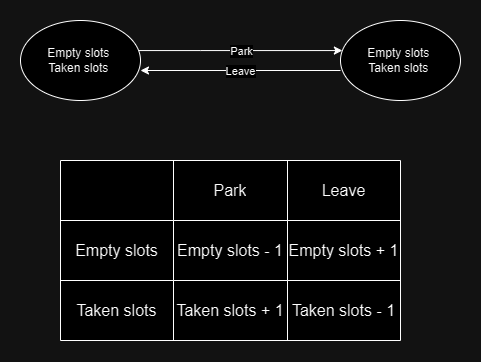 Empty slots
Taken slots
Park
Leave
Empty slots
Taken slots
Park Leave
Empty slots Empty slots - 1 Empty slots + 1
Taken slots Taken slots + 1 Taken slots - 1